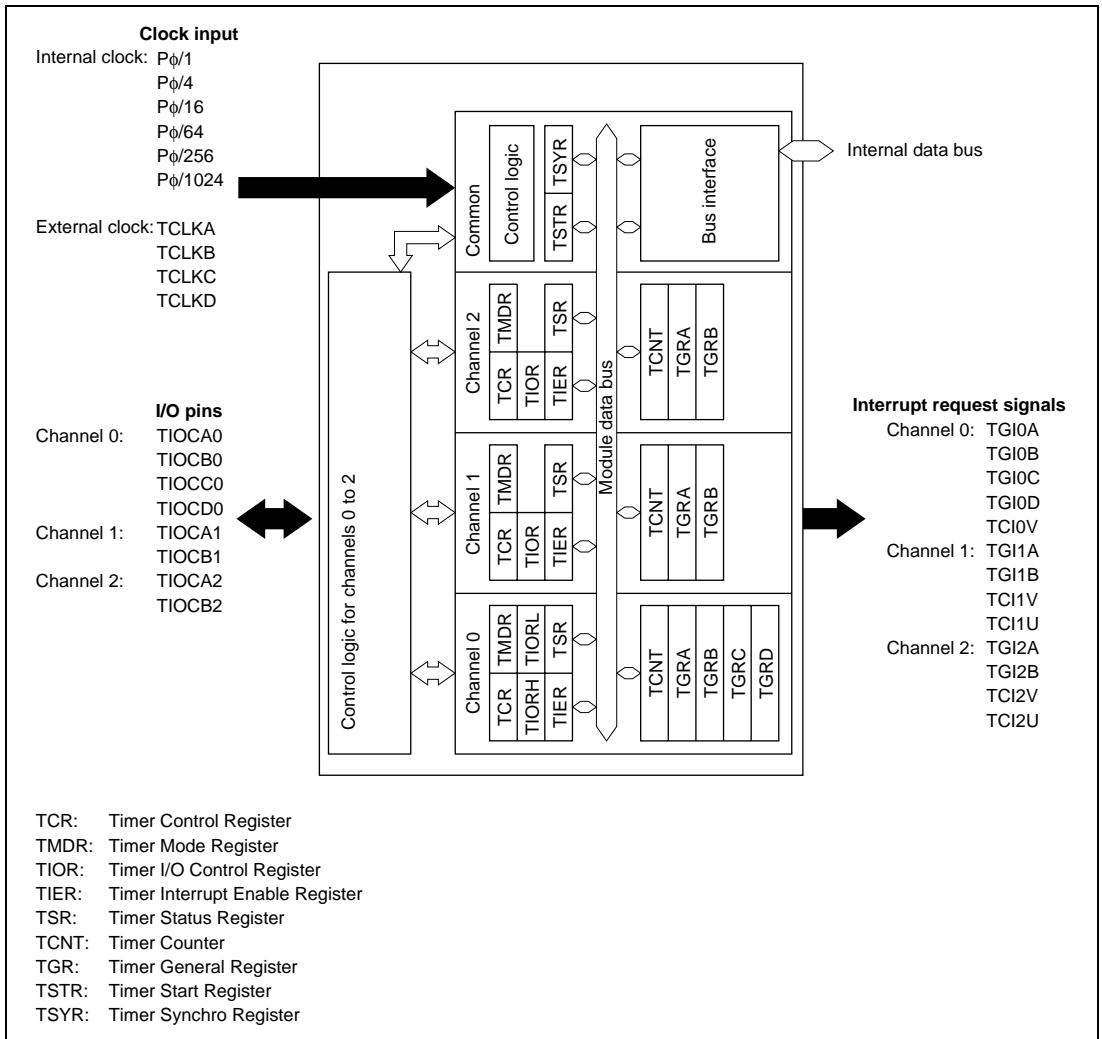 Clock input
Internal clock: Pφ/1
Pφ/4
Pφ/16
Pφ/64
Pφ/256
Pφ/1024
External clock: TCLKA
TCLKB
TCLKC
TCLKD
I/O pins
Channel 0: TIOCA0
TIOCB0
TIOCC0
TIOCD0
Channel 1: TIOCA1
TIOCB1
Channel 2: TIOCA2
TIOCB2
Control logic for channels 0 to 2
Common
Control logic
TSTR TSYR
Bus interface
Module data bus
Internal data bus
Channel 2
TCR TMDR
TIOR
TIER TSR
TCNT
TGRA
TGRB
Channel 1
TCR TMDR
TIOR
TIER TSR
TCNT
TGRA
TGRB
Channel 0
TCR TMDR
TIORH TIORL
TIER TSR
TCNT
TGRA
TGRB
TGRC
TGRD
Interrupt request signals
Channel 0: TGI0A
TGI0B
TGI0C
TGI0D
TCI0V
Channel 1: TGI1A
TGI1B
TCI1V
TCI1U
Channel 2: TGI2A
TGI2B
TCI2V
TCI2U
TCR: Timer Control Register
TMDR: Timer Mode Register
TIOR: Timer I/O Control Register
TIER: Timer Interrupt Enable Register
TSR: Timer Status Register
TCNT: Timer Counter
TGR: Timer General Register
TSTR: Timer Start Register
TSYR: Timer Synchro Register